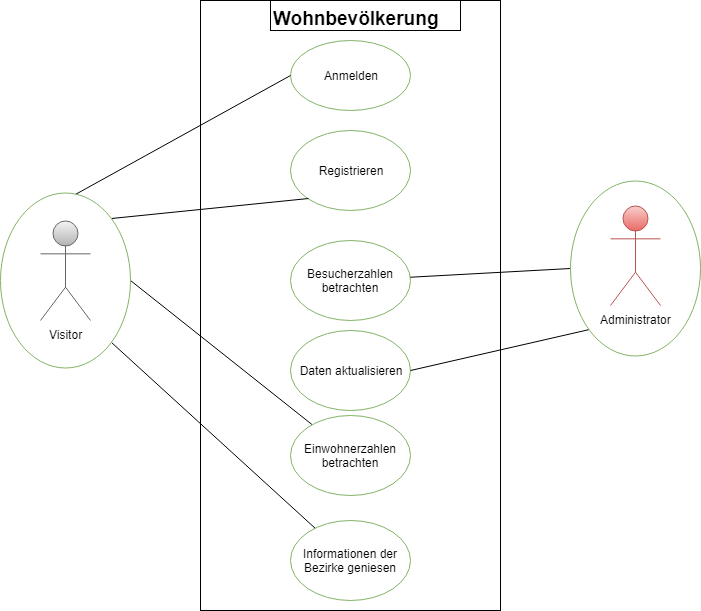 Wohnbevölkerung
Anmelden
Registrieren
Visitor
Besucherzahlen
betrachten
Administrator
Daten aktualisieren
Einwohnerzahlen
betrachten
Informationen der
Bezirke geniesen